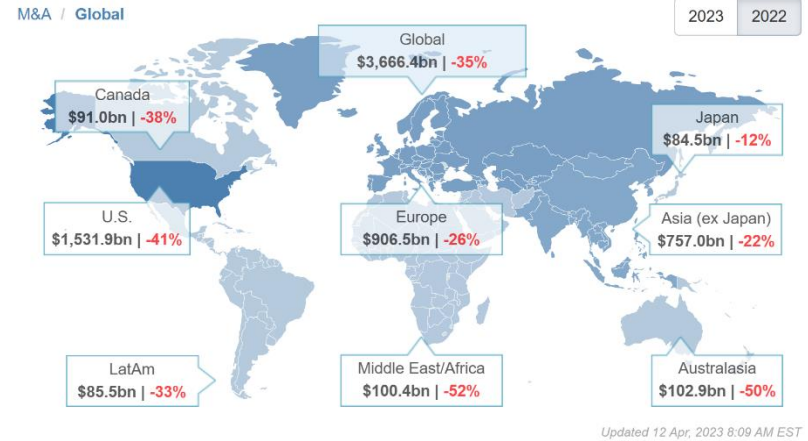 M&A / Global
2023 2022
Global
$3,666.4bn | -35%
Canada
$91.0bn | -38%
Japan
$84.5bn | -12%
U.S.
$1,531.9bn | -41%
Europe
$906.5bn | -26%
Asia (ex Japan)
$757.0bn | -22%
LatAm
$85.5bn | -33%
Middle East/Africa
$100.4bn | -52%
Australasia
$102.9bn | -50%
Updated 12 Apr, 2023 8:09 AM EST